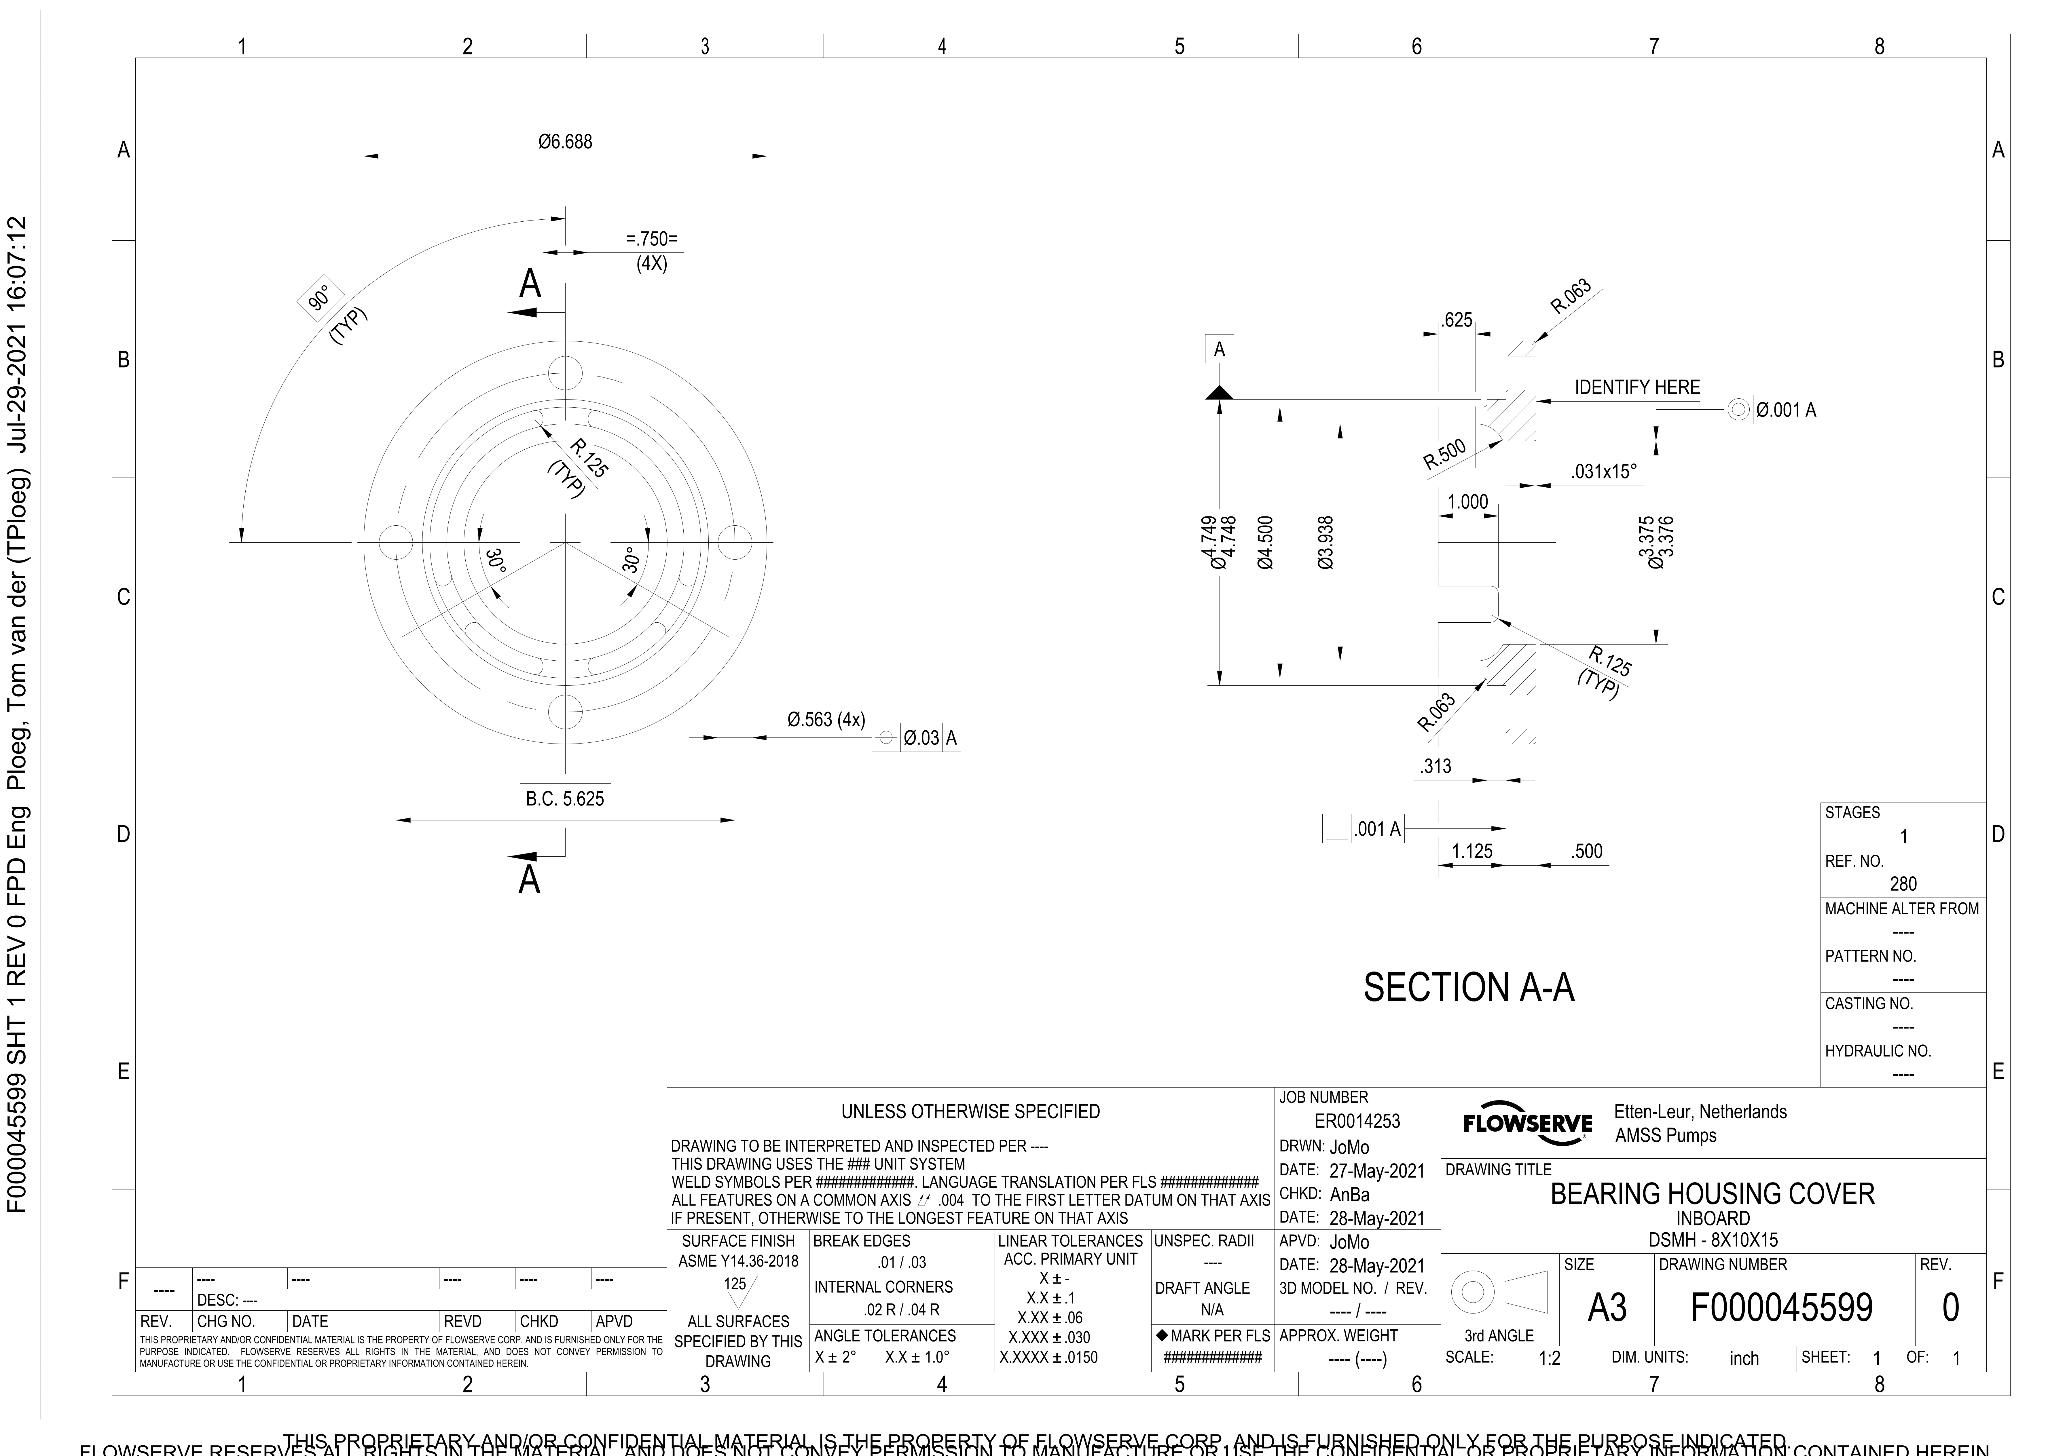 1 2 3 4 5 6 7 8
A A
B B
C C
D D
E E
F F
F000045599 SHT 1 REV 0 FPD Eng Ploeg, Tom van der (TPloeg) Jul-29-2021 16:07:12
Ø6.688
=.750=
(4X)
90°
(TYP)
A
R.125
(TYP)
30°
30°
Ø.563 (4x)
Ø.03 A
B.C. 5.625
A
R.063
.625
A
IDENTIFY HERE
Ø.001 A
R.500
.031x15°
1.000
Ø4.749
4.748
Ø4.500
Ø3.938
Ø3.375
3.376
R.125
(TYP)
R.063
.313
.001 A
1.125
.500
SECTION A-A
STAGES
1
REF. NO.
280
MACHINE ALTER FROM
----
PATTERN NO.
----
CASTING NO.
----
HYDRAULIC NO.
----
UNLESS OTHERWISE SPECIFIED
DRAWING TO BE INTERPRETED AND INSPECTED PER ----
THIS DRAWING USES THE ### UNIT SYSTEM
WELD SYMBOLS PER #############. LANGUAGE TRANSLATION PER FLS #############
ALL FEATURES ON A COMMON AXIS .004 TO THE FIRST LETTER DATUM ON THAT AXIS
IF PRESENT, OTHERWISE TO THE LONGEST FEATURE ON THAT AXIS
SURFACE FINISH
ASME Y14.36-2018
125
ALL SURFACES
SPECIFIED BY THIS
DRAWING
BREAK EDGES
.01 / .03
INTERNAL CORNERS
.02 R / .04 R
ANGLE TOLERANCES
X ± 2° X.X ± 1.0°
LINEAR TOLERANCES
ACC. PRIMARY UNIT
X ± -
X.X ± .1
X.XX ± .06
X.XXX ± .030
X.XXXX ± .0150
UNSPEC. RADII
----
DRAFT ANGLE
N/A
◆ MARK PER FLS
#############
JOB NUMBER
ER0014253
DRWN: JoMo
DATE: 27-May-2021
CHKD: AnBa
DATE: 28-May-2021
APVD: JoMo
DATE: 28-May-2021
3D MODEL NO. / REV.
---- / ----
APPROX. WEIGHT
---- (----)
FLOWSERVE
Etten-Leur, Netherlands
AMSS Pumps
DRAWING TITLE
BEARING HOUSING COVER
INBOARD
DSMH - 8X10X15
3rd ANGLE
SIZE
A3
DRAWING NUMBER
F000045599
REV.
0
SCALE: 1:2 DIM. UNITS: inch SHEET: 1 OF: 1
---- ---- ---- ---- ---- ----
DESC: ----
REV. CHG NO. DATE REVD CHKD APVD
THIS PROPRIETARY AND/OR CONFIDENTIAL MATERIAL IS THE PROPERTY OF FLOWSERVE CORP. AND IS FURNISHED ONLY FOR THE
PURPOSE INDICATED. FLOWSERVE RESERVES ALL RIGHTS IN THE MATERIAL, AND DOES NOT CONVEY PERMISSION TO
MANUFACTURE OR USE THE CONFIDENTIAL OR PROPRIETARY INFORMATION CONTAINED HEREIN.
1 2 3 4 5 6 7 8
THIS PROPRIETARY AND/OR CONFIDENTIAL MATERIAL IS THE PROPERTY OF FLOWSERVE CORP. AND IS FURNISHED ONLY FOR THE PURPOSE INDICATED.
FLOWSERVE RESERVES ALL RIGHTS IN THE MATERIAL, AND DOES NOT CONVEY PERMISSION TO MANUFACTURE OR USE THE CONFIDENTIAL OR PROPRIETARY INFORMATION CONTAINED HEREIN.